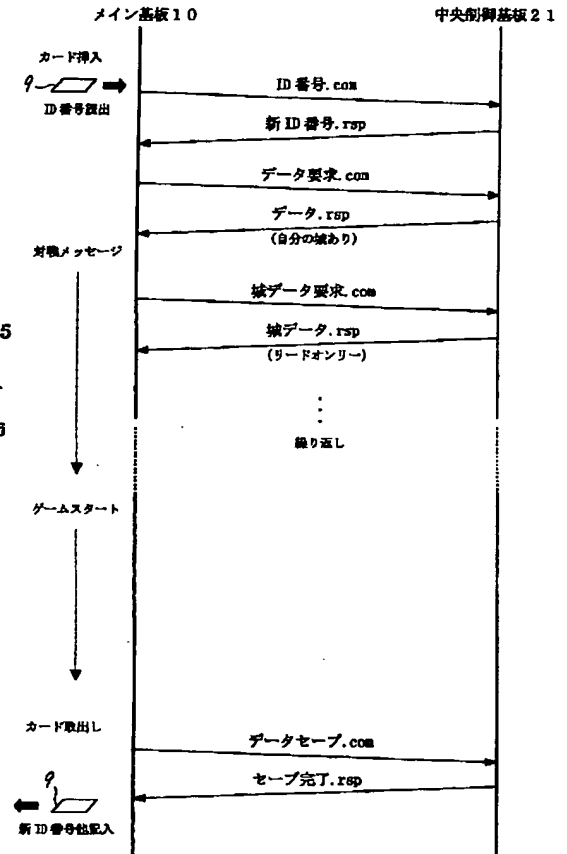 メイン基板10
中央制御基板21
カード挿入
9
ID番号読出
ID番号.com
新ID番号.rsp
データ要求.com
データ.rsp
(自分の城あり)
対戦メッセージ
城データ要求.com
5
城データ.rsp
(リードオンリー)
6
繰り返し
ゲームスタート
カード取出し
データセーブ.com
セーブ完了.rsp
9
新ID番号他記入